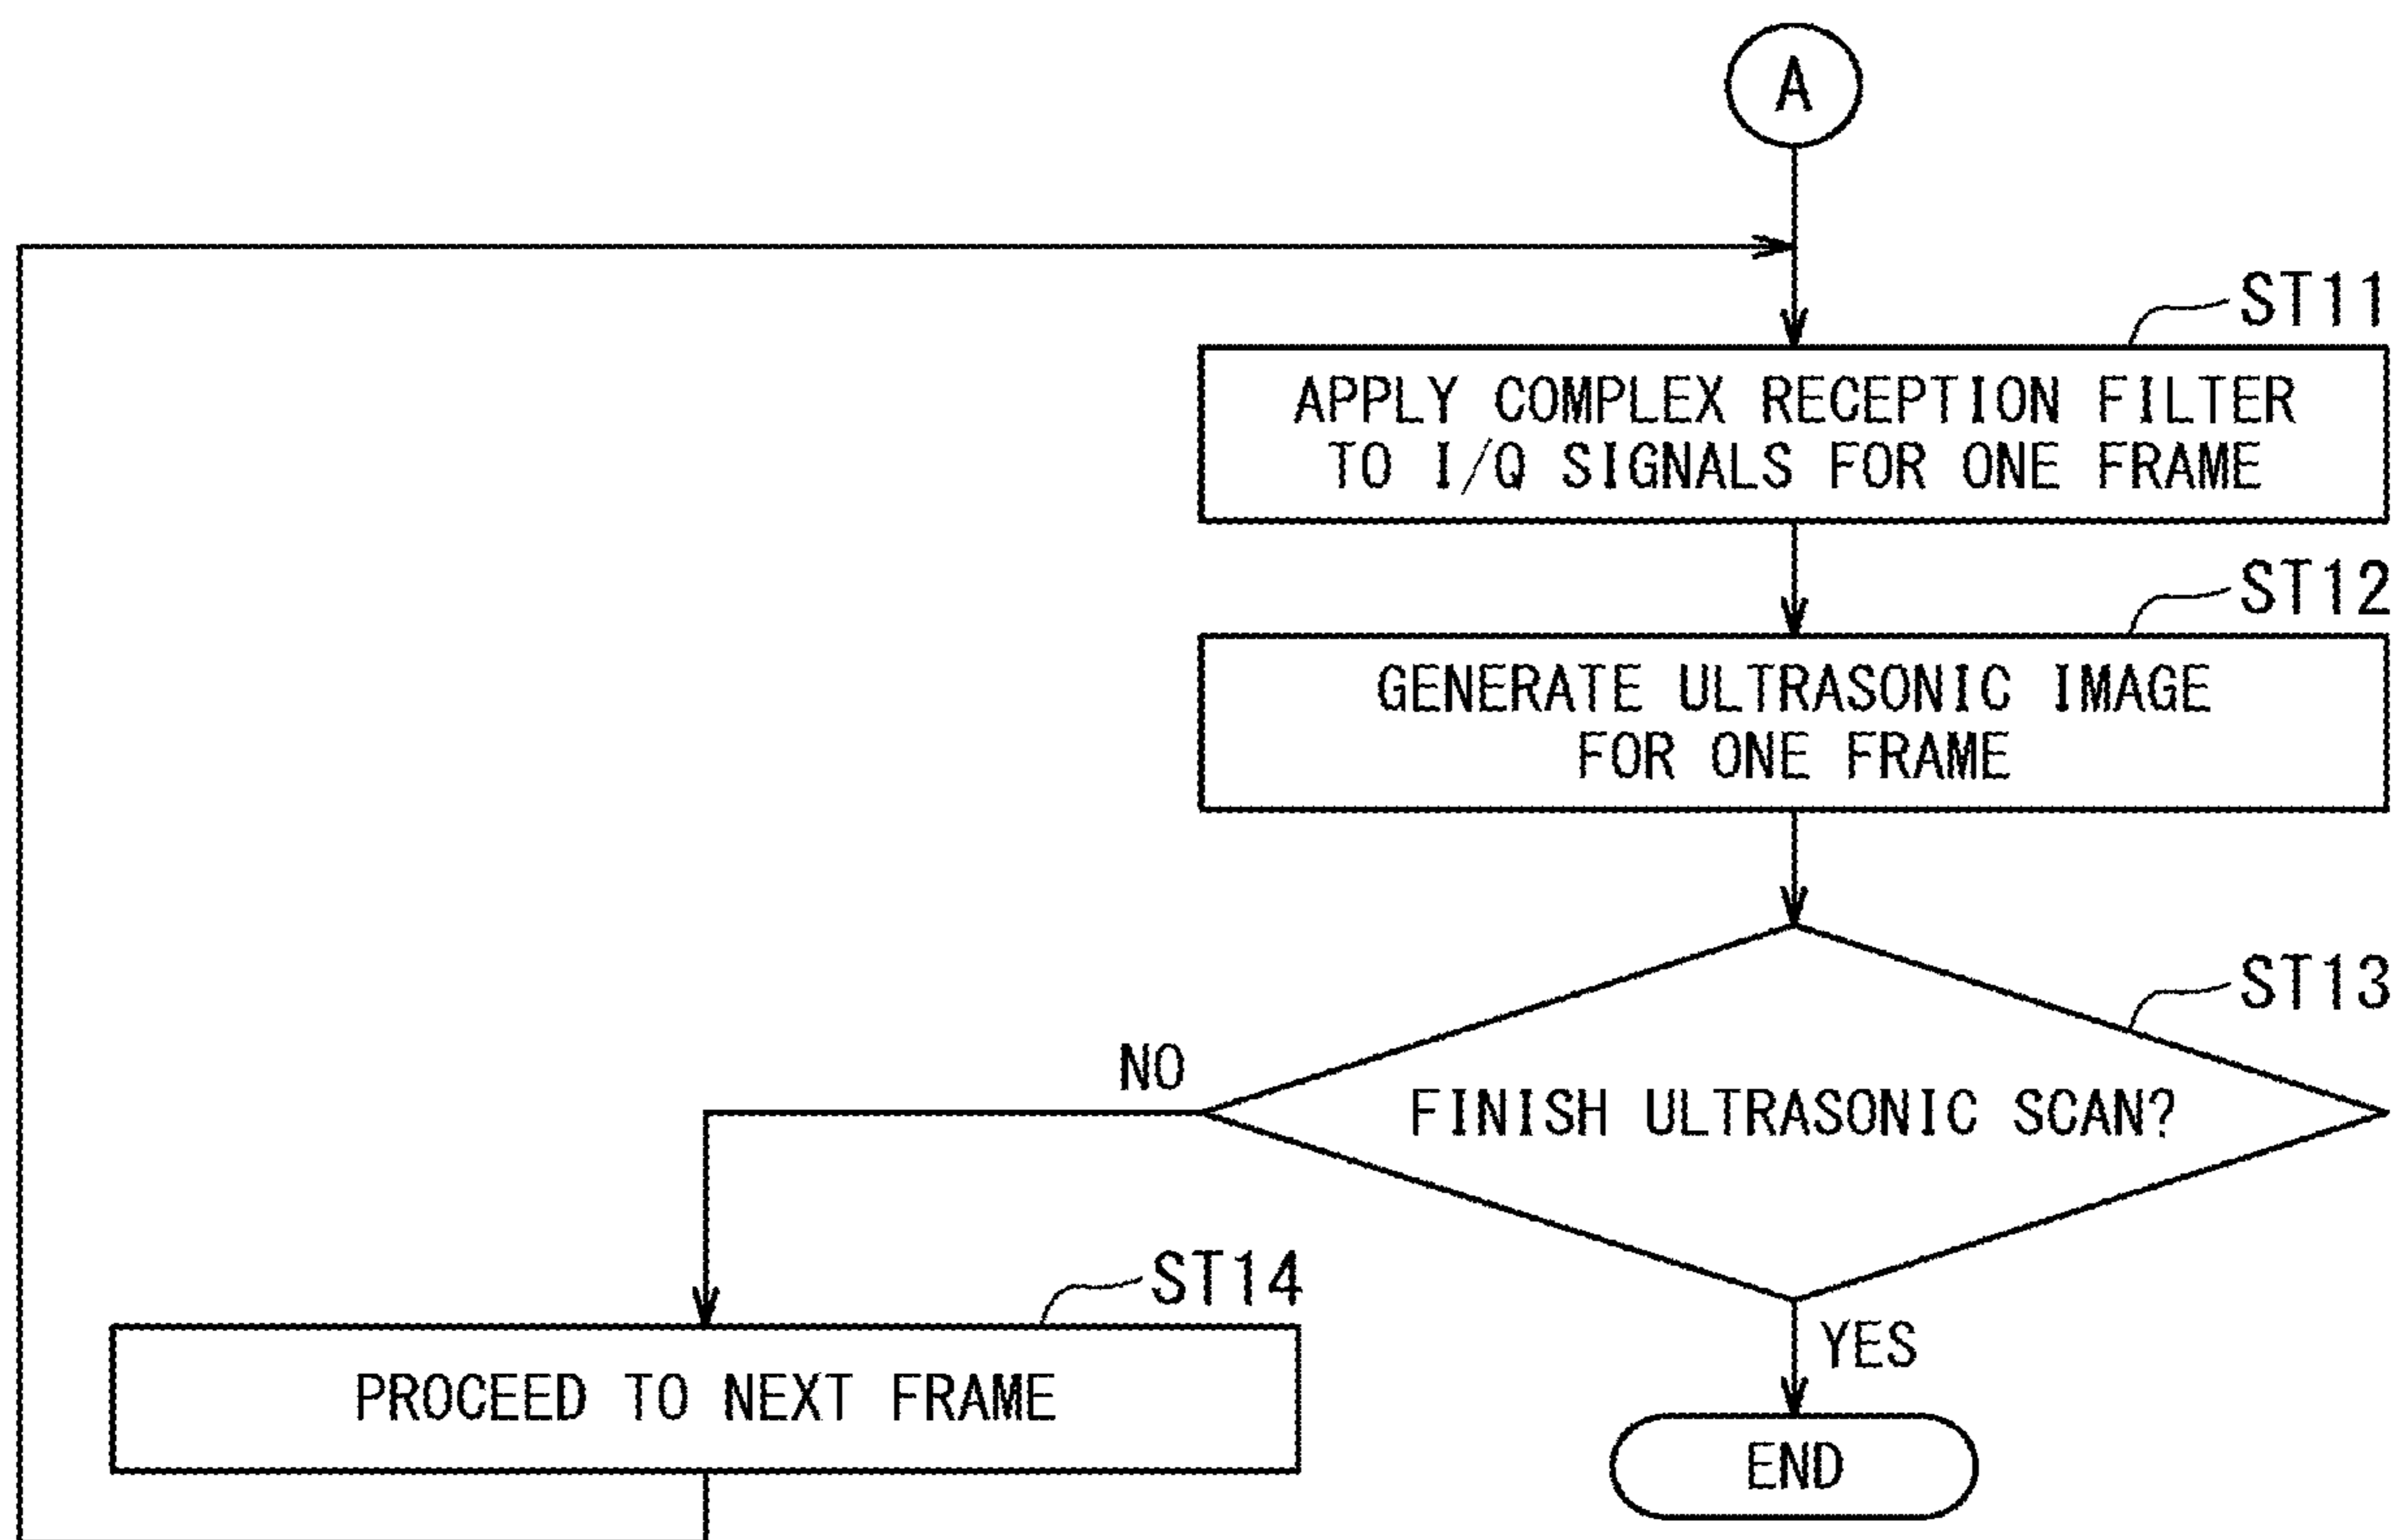 A
ST11
APPLY COMPLEX RECEPTION FILTER
TO I/Q SIGNALS FOR ONE FRAME
ST12
GENERATE ULTRASONIC IMAGE
FOR ONE FRAME
ST13
NO
FINISH ULTRASONIC SCAN?
ST14
YES
PROCEED TO NEXT FRAME
END